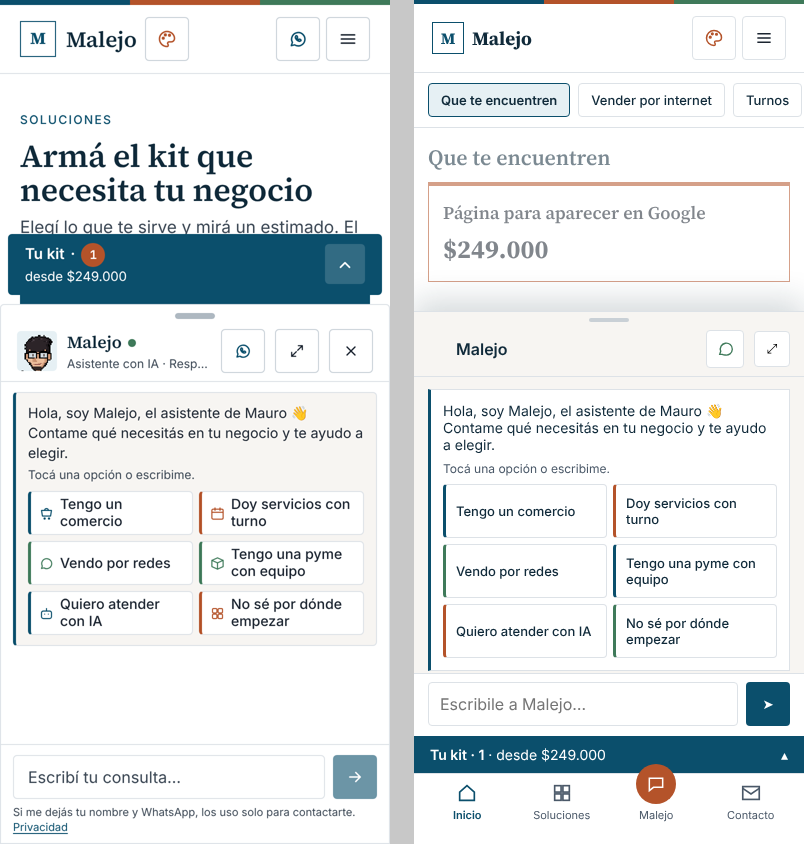 M Malejo
SOLUCIONES
Armá el kit que
necesita tu negocio
Elegí lo que te sirve y mirá un estimado. El
Tu kit · 1
desde $249.000
Malejo
Asistente con IA · Resp...
Hola, soy Malejo, el asistente de Mauro 👋
Contame qué necesitás en tu negocio y te ayudo a
elegir.
Tocá una opción o escribime.
Tengo un
comercio
Doy servicios con
turno
Vendo por redes
Tengo una pyme
con equipo
Quiero atender
con IA
No sé por dónde
empezar
Escribí tu consulta...
Si me dejás tu nombre y WhatsApp, los uso solo para contactarte.
Privacidad
M Malejo
Que te encuentren
Vender por internet
Turnos
Que te encuentren
Página para aparecer en Google
$249.000
Malejo
Hola, soy Malejo, el asistente de Mauro 👋
Contame qué necesitás en tu negocio y te ayudo
a elegir.
Tocá una opción o escribime.
Tengo un comercio
Doy servicios con
turno
Vendo por redes
Tengo una pyme con
equipo
Quiero atender con IA
No sé por dónde
empezar
Escribile a Malejo...
Tu kit · 1 · desde $249.000
Inicio
Soluciones
Malejo
Contacto